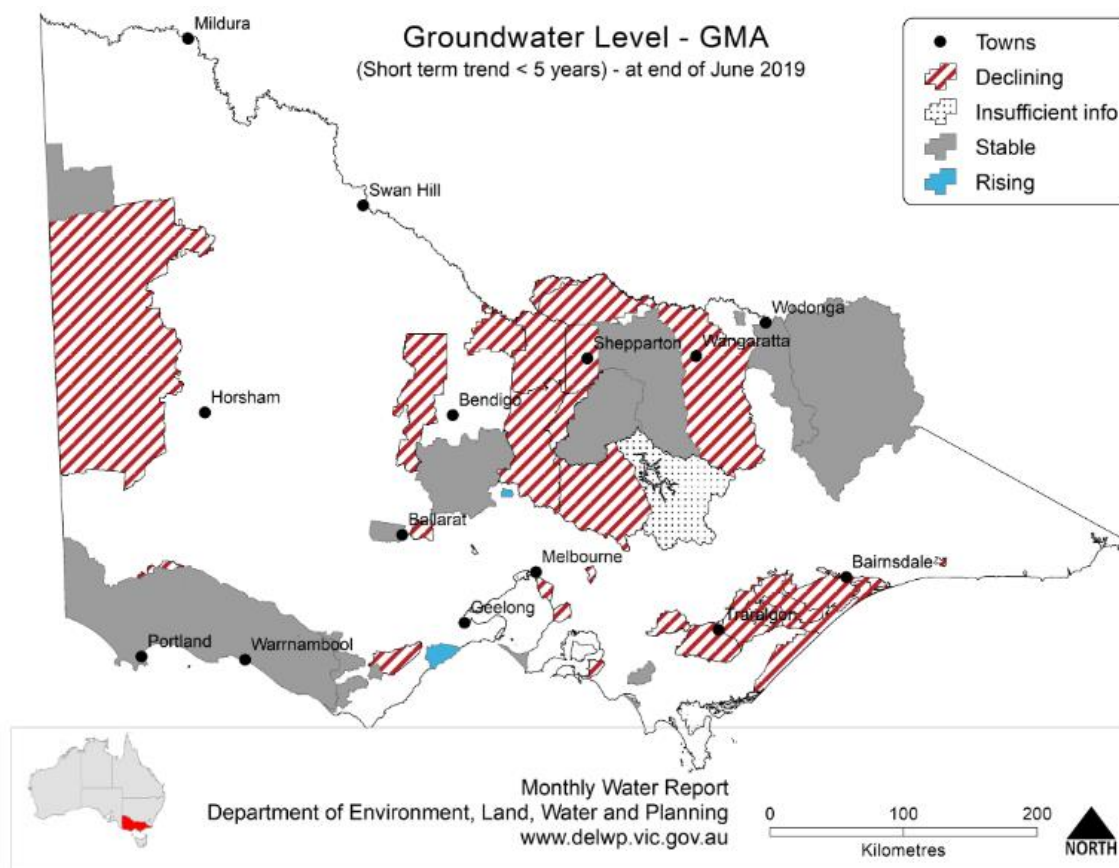 Mildura
Groundwater Level - GMA
(Short term trend < 5 years) - at end of June 2019
Towns
Declining
Insufficient info
Stable
Rising
Swan Hill
Wodonga
Shepparton
Wangaratta
Horsham
Bendigo
Ballarat
Melbourne
Bairnsdale
Geelong
Traralgon
Portland
Warrnambool
Monthly Water Report
Department of Environment, Land, Water and Planning
www.delwp.vic.gov.au
0 100 200
Kilometres
NORTH